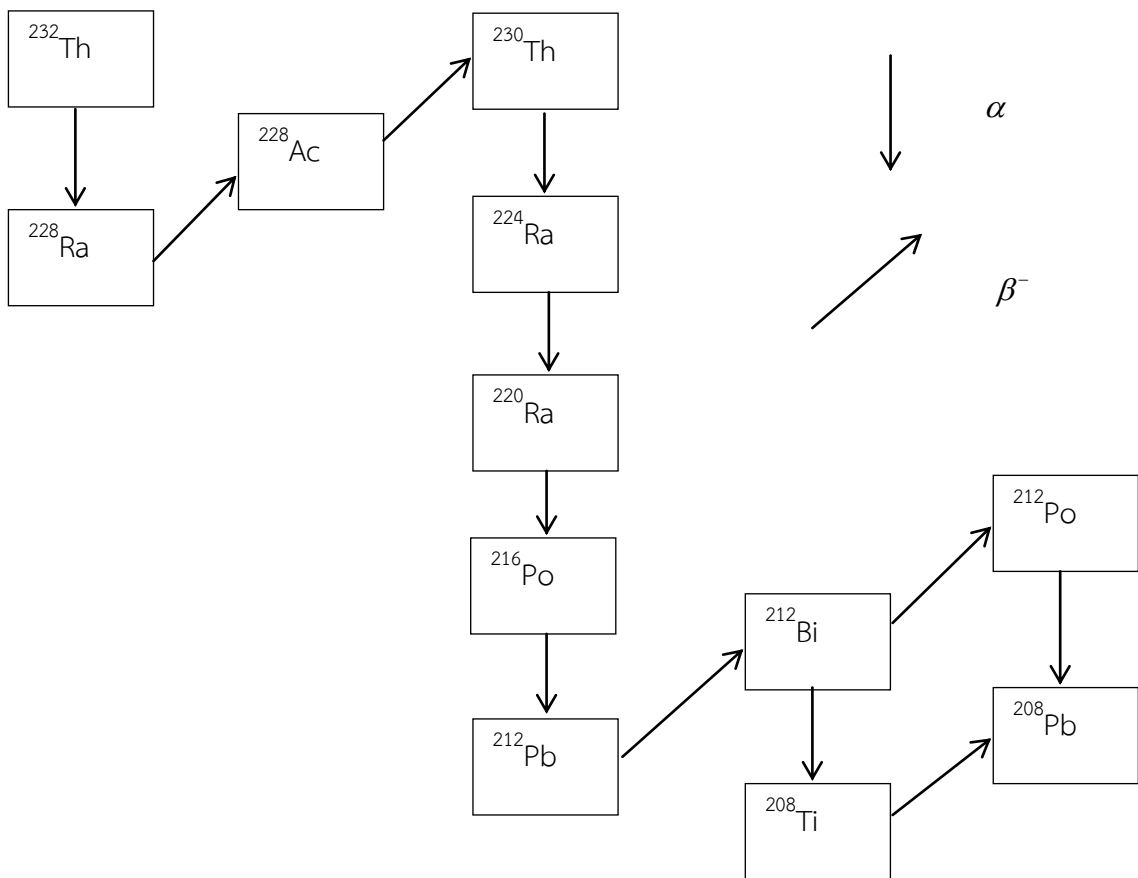 ²³²Th
²³⁰Th
α
²²⁸Ac
²²⁸Ra
²²⁴Ra
β⁻
²²⁰Ra
²¹²Po
²¹⁶Po
²¹²Bi
²⁰⁸Pb
²¹²Pb
²⁰⁸Ti